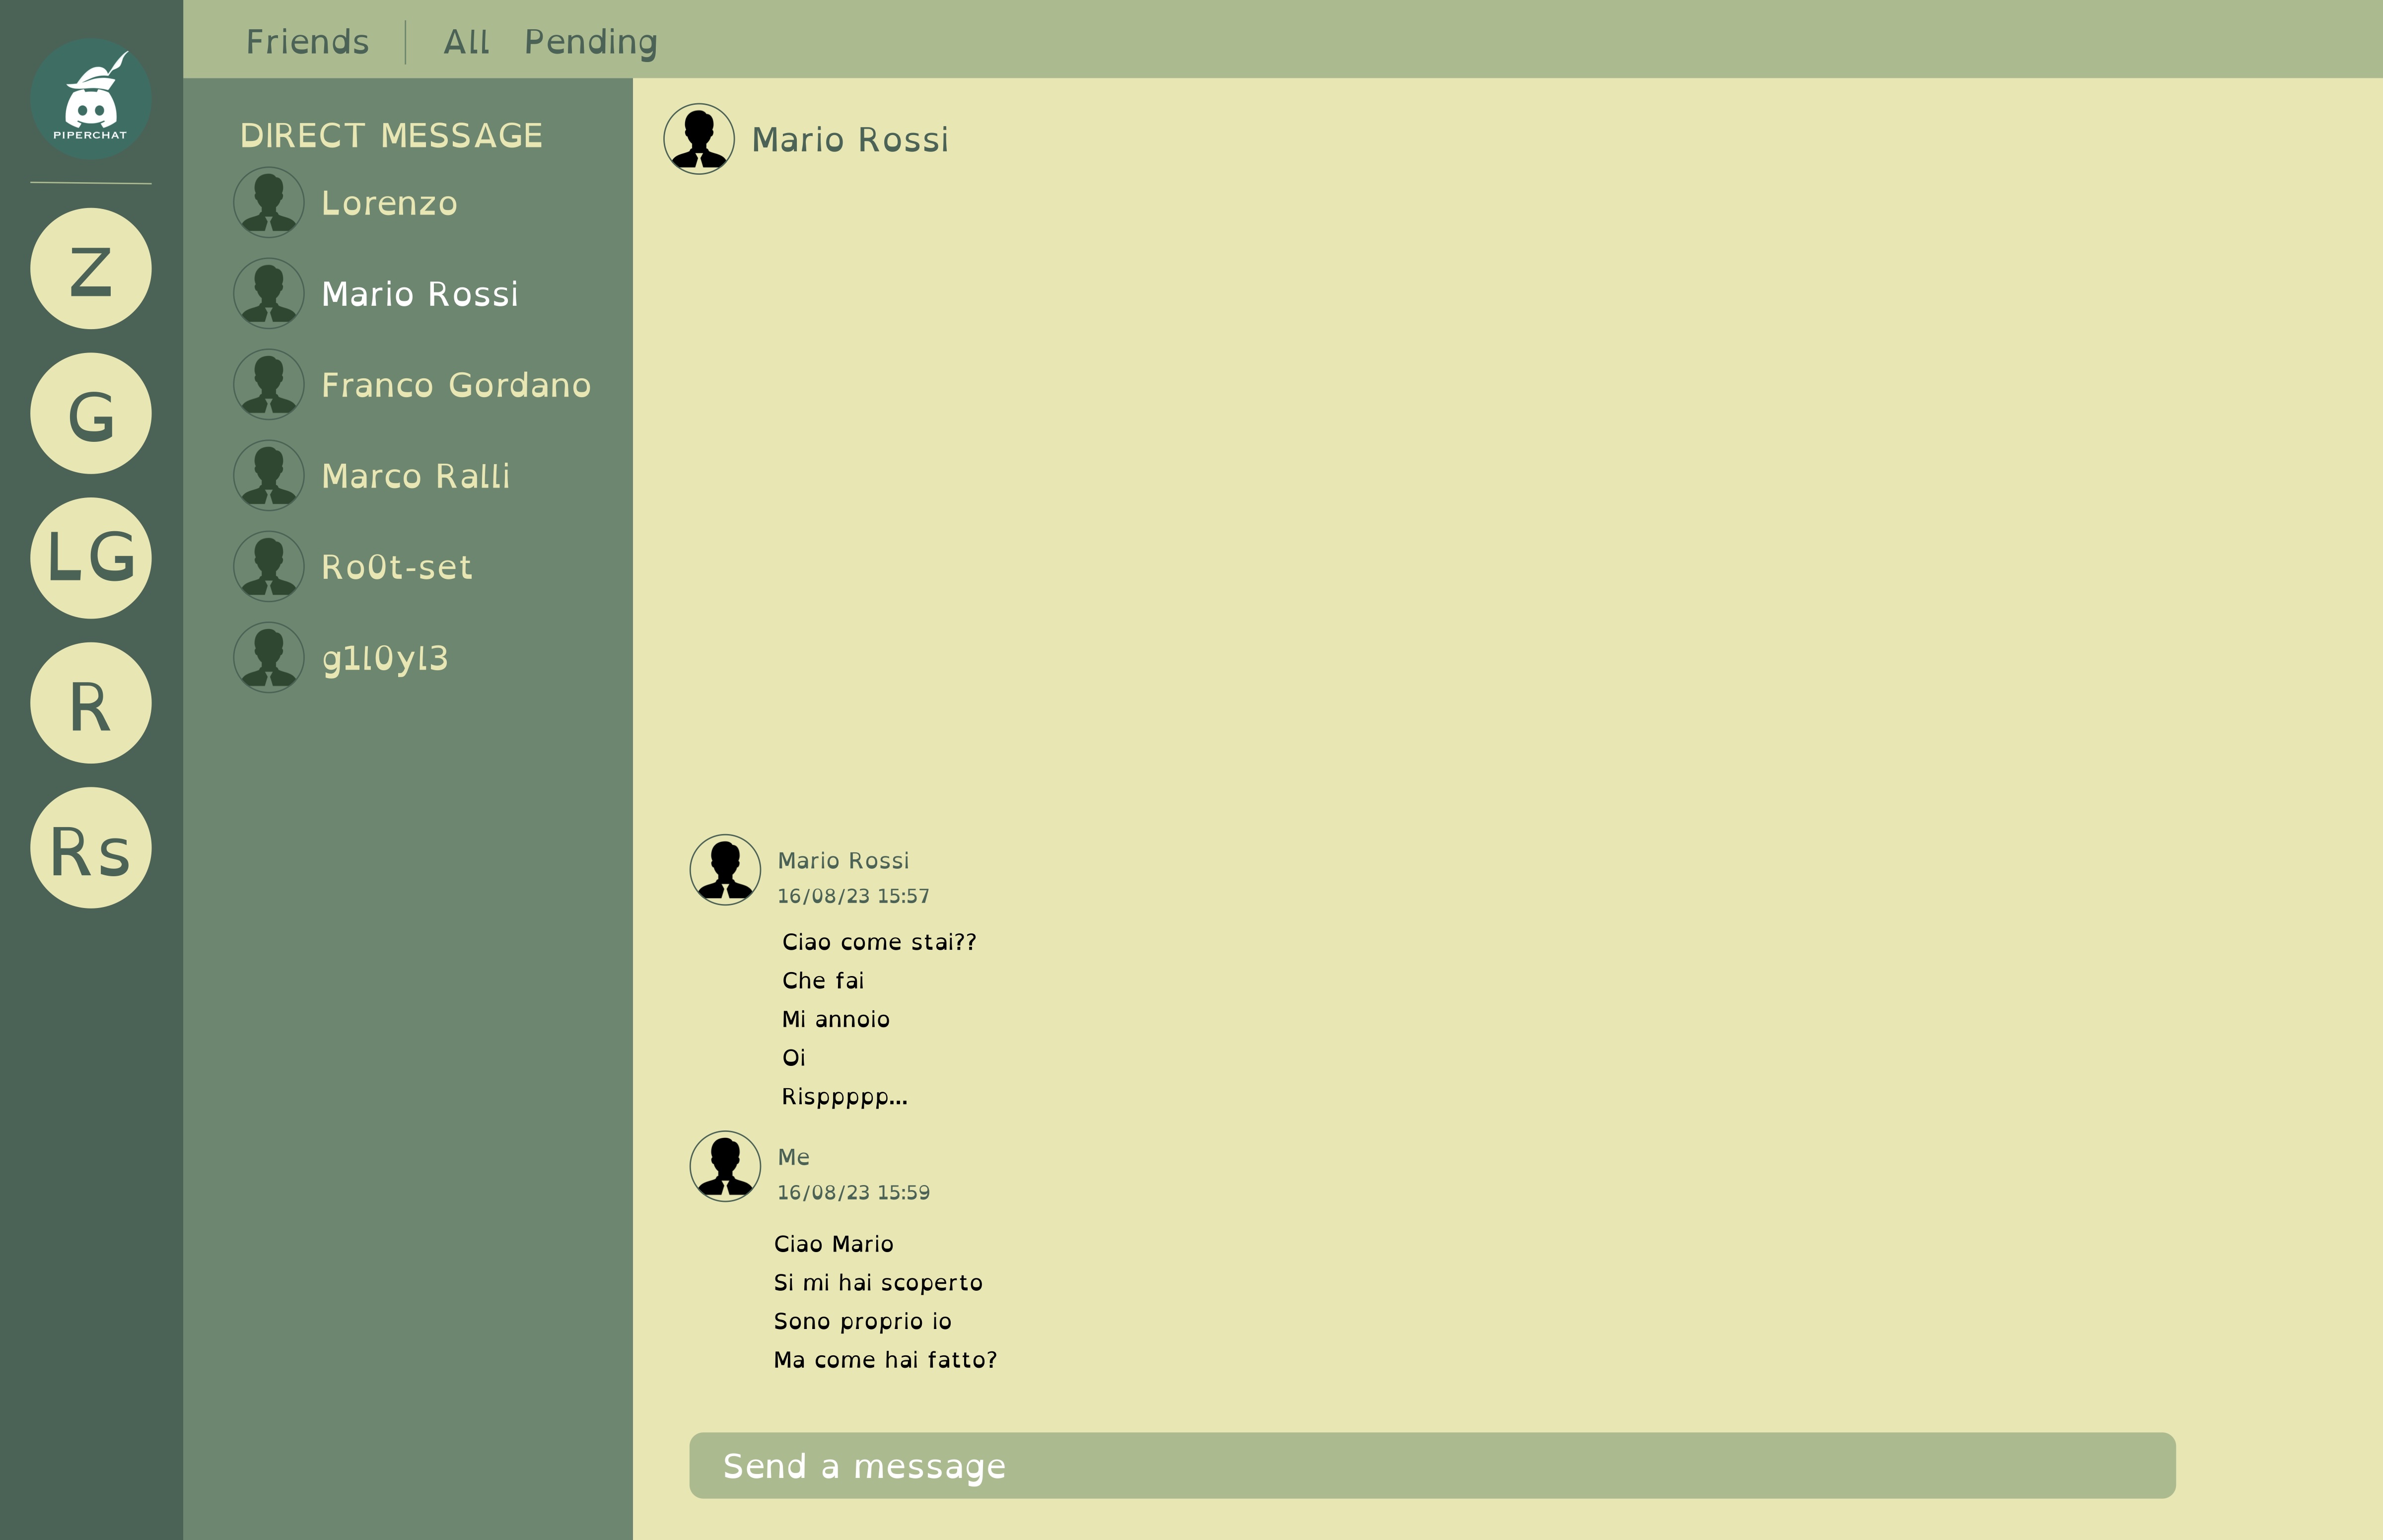 PIPERCHAT
Z
G
LG
R
Rs
Friends
All
Pending
DIRECT MESSAGE
Lorenzo
Mario Rossi
Franco Gordano
Marco Ralli
Ro0t-set
g1l0yl3
Mario Rossi
Mario Rossi
16/08/23 15:57
Ciao come stai??
Che fai
Mi annoio
Oi
Risppppp...
Me
16/08/23 15:59
Ciao Mario
Si mi hai scoperto
Sono proprio io
Ma come hai fatto?
Send a message